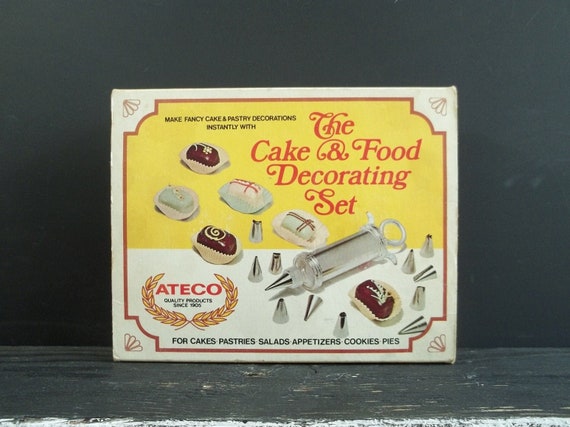 MAKE FANCY CAKE & PASTRY DECORATIONS
INSTANTLY WITH
The
Cake & Food
Decorating
Set
ATECO
QUALITY PRODUCTS
SINCE 1905
FOR CAKES PASTRIES SALADS APPETIZERS COOKIES PIES